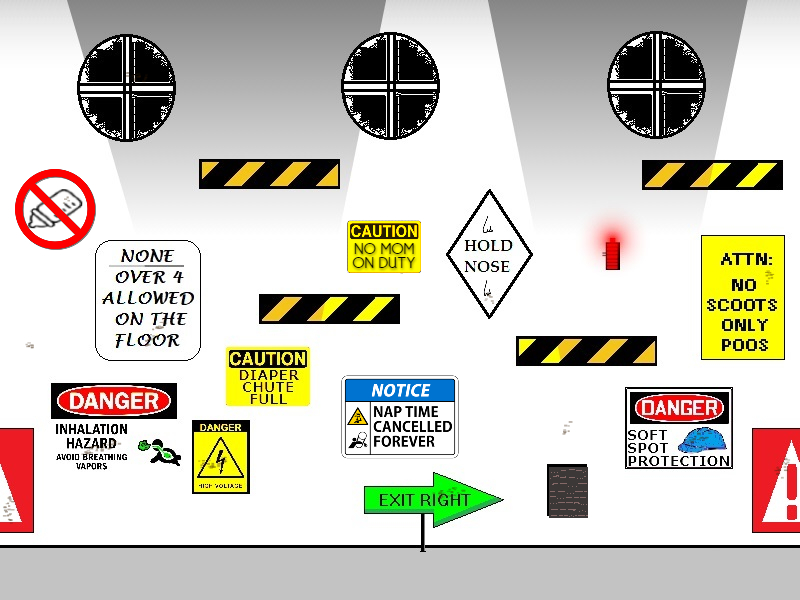 CAUTION
NO MOM
ON DUTY
HOLD
NOSE
NONE
OVER 4
ALLOWED
ON THE
FLOOR
ATTN:
NO
SCOOTS
ONLY
POOS
CAUTION
DIAPER
CHUTE
FULL
DANGER
INHALATION
HAZARD
AVOID BREATHING
VAPORS
DANGER
HIGH VOLTAGE
NOTICE
NAP TIME
CANCELLED
FOREVER
DANGER
SOFT
SPOT
PROTECTION
EXIT RIGHT